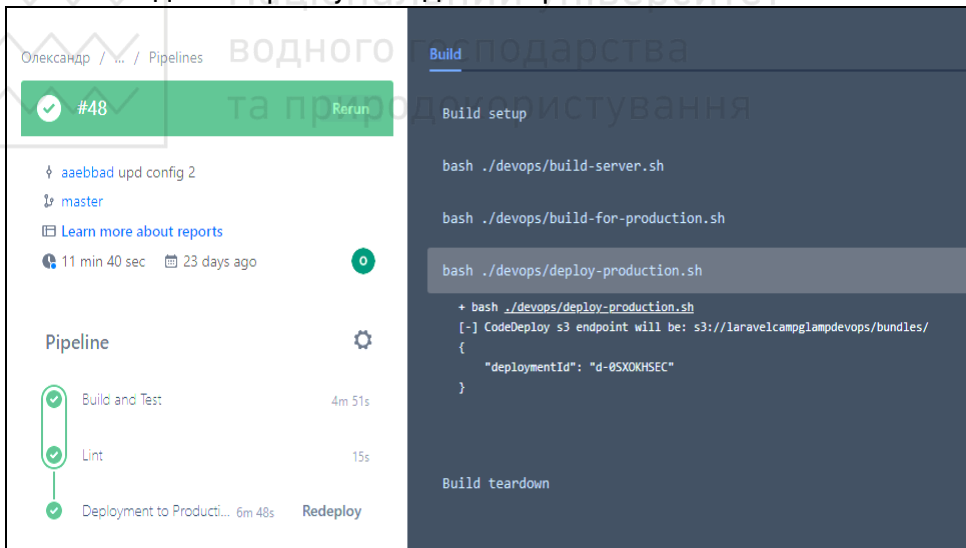 Національний університет
водного господарства
та природокористування
Олександр / ... / Pipelines
#48
Rerun
aaebbad upd config 2
master
Learn more about reports
11 min 40 sec 23 days ago
O
Pipeline
Build and Test 4m 51s
Lint 15s
Deployment to Producti... 6m 48s Redeploy
Build
Build setup
bash ./devops/build-server.sh
bash ./devops/build-for-production.sh
bash ./devops/deploy-production.sh
+ bash ./devops/deploy-production.sh
[-] CodeDeploy s3 endpoint will be: s3://laravelcampglampdevops/bundles/
{
"deploymentId": "d-0SXOKHSEC"
}
Build teardown